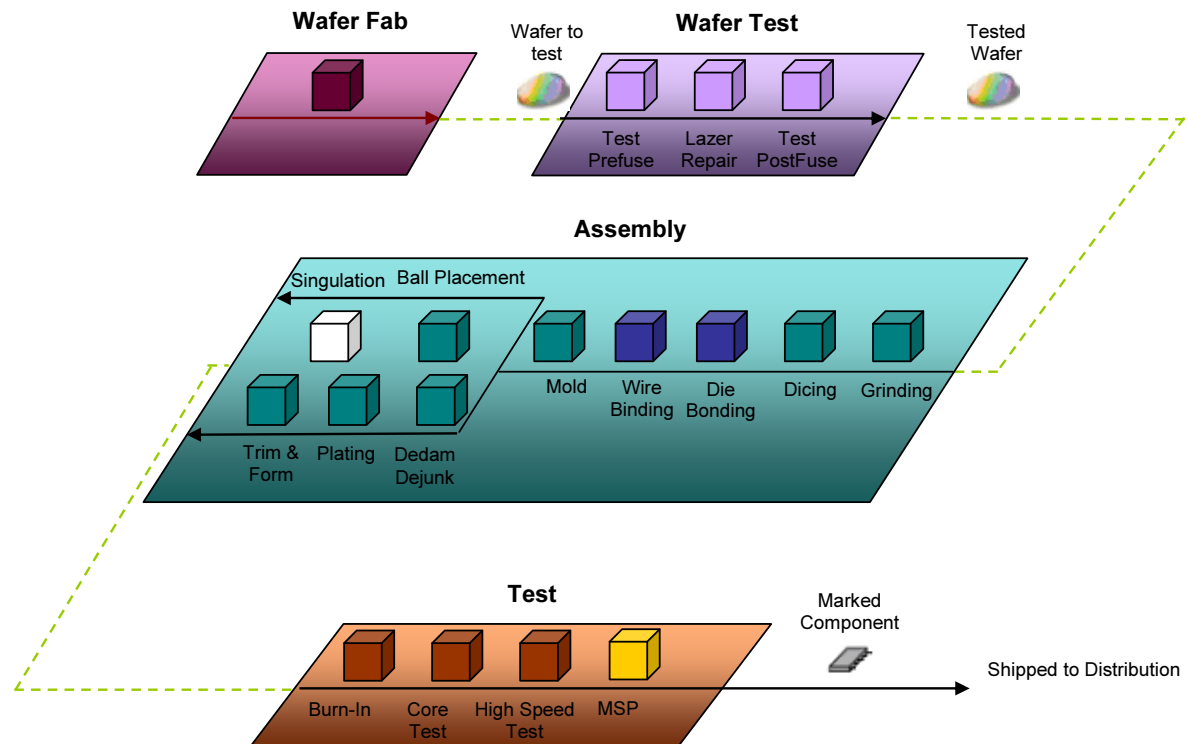 Wafer Fab
Wafer to
test
Wafer Test
Tested
Wafer
Test
Prefuse
Lazer
Repair
Test
PostFuse
Assembly
Singulation
Ball Placement
Mold
Wire
Binding
Die
Bonding
Dicing
Grinding
Trim &
Form
Plating
Dedam
Dejunk
Test
Marked
Component
Shipped to Distribution
Burn-In
Core
Test
High Speed
Test
MSP